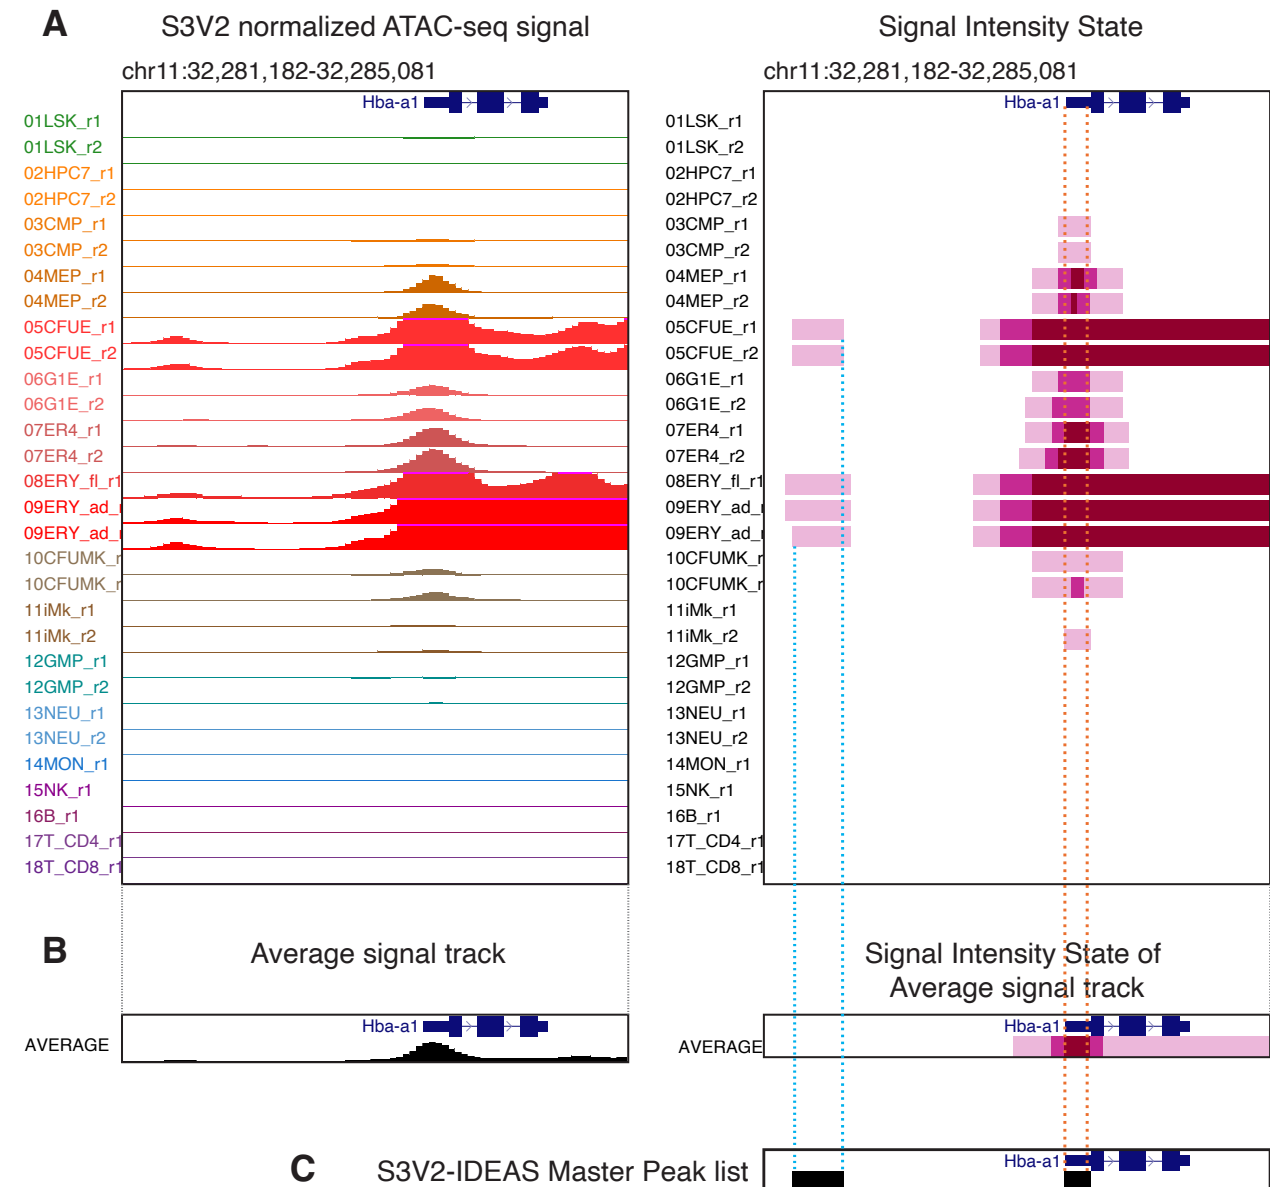 A
S3V2 normalized ATAC-seq signal
Signal Intensity State
chr11:32,281,182-32,285,081
chr11:32,281,182-32,285,081
Hba-a1
Hba-a1
01LSK_r1
01LSK_r2
02HPC7_r1
02HPC7_r2
03CMP_r1
03CMP_r2
04MEP_r1
04MEP_r2
05CFUE_r1
05CFUE_r2
06G1E_r1
06G1E_r2
07ER4_r1
07ER4_r2
08ERY_fl_r1
09ERY_ad_r
09ERY_ad_r
10CFUMK_r
10CFUMK_r
11iMk_r1
11iMk_r2
12GMP_r1
12GMP_r2
13NEU_r1
13NEU_r2
14MON_r1
15NK_r1
16B_r1
17T_CD4_r1
18T_CD8_r1
01LSK_r1
01LSK_r2
02HPC7_r1
02HPC7_r2
03CMP_r1
03CMP_r2
04MEP_r1
04MEP_r2
05CFUE_r1
05CFUE_r2
06G1E_r1
06G1E_r2
07ER4_r1
07ER4_r2
08ERY_fl_r1
09ERY_ad_r
09ERY_ad_r
10CFUMK_r
10CFUMK_r
11iMk_r1
11iMk_r2
12GMP_r1
12GMP_r2
13NEU_r1
13NEU_r2
14MON_r1
15NK_r1
16B_r1
17T_CD4_r1
18T_CD8_r1
B
Average signal track
Signal Intensity State of
Average signal track
Hba-a1
AVERAGE
Hba-a1
AVERAGE
C
S3V2-IDEAS Master Peak list
Hba-a1